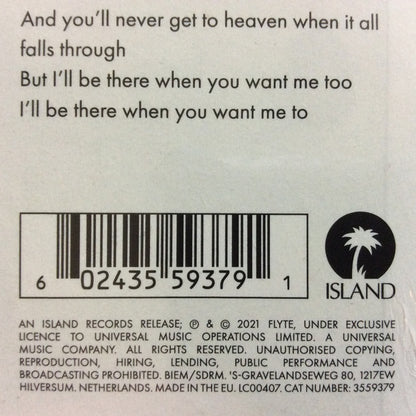 And you'll never get to heaven when it all
falls through
But I'll be there when you want me too
I'll be there when you want me to
6 02435 59379 1
ISLAND
AN ISLAND RECORDS RELEASE; ℗ & © 2021 FLYTE, UNDER EXCLUSIVE
LICENCE TO UNIVERSAL MUSIC OPERATIONS LIMITED. A UNIVERSAL
MUSIC COMPANY. ALL RIGHTS RESERVED. UNAUTHORISED COPYING,
REPRODUCTION, HIRING, LENDING, PUBLIC PERFORMANCE AND
BROADCASTING PROHIBITED. BIEM/SDRM. 'S-GRAVELANDSEWEG 80, 1217EW
HILVERSUM, NETHERLANDS. MADE IN THE EU. LC00407. CAT NUMBER: 3559379